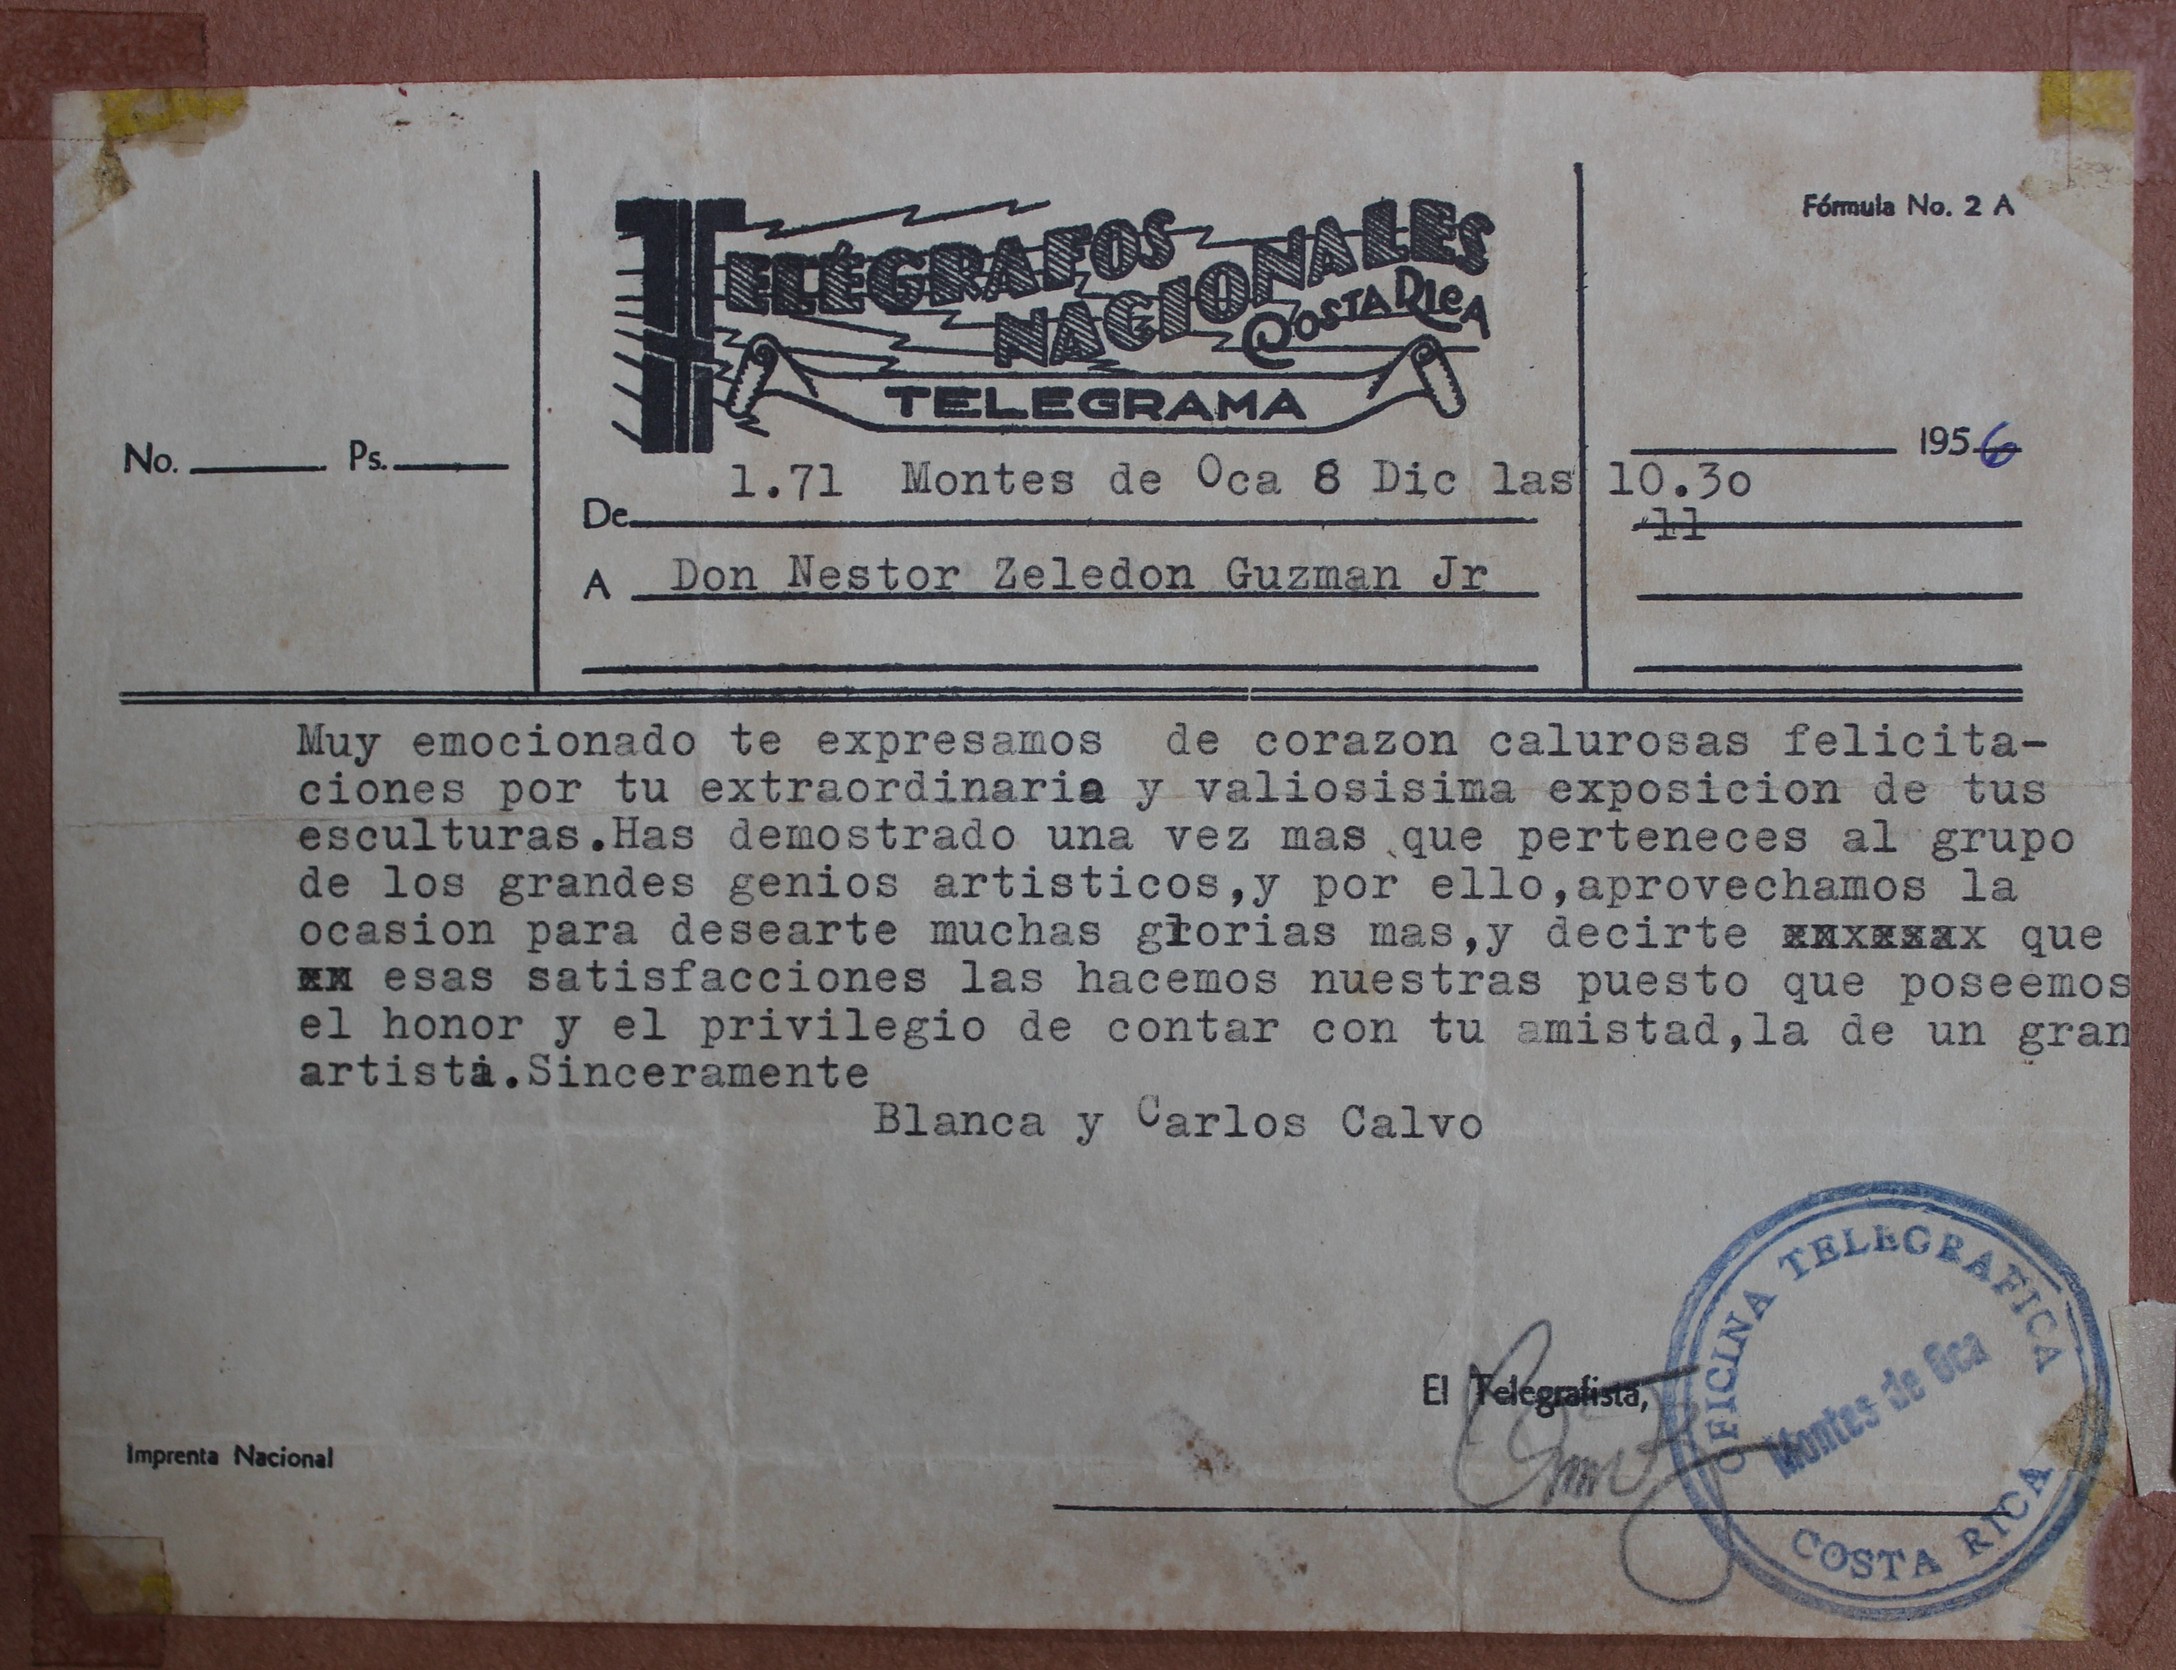 Fórmula No. 2 A
TELÉGRAFOS
NACIONALES
COSTA RICA
TELEGRAMA
No. Ps. 1956
1.71 Montes de Oca 8 Dic las 10.30
De 11
A Don Nestor Zeledon Guzman Jr
Muy emocionado te expresamos de corazon calurosas felicita-
ciones por tu extraordinaria y valiosisima exposicion de tus
esculturas.Has demostrado una vez mas que perteneces al grupo
de los grandes genios artisticos,y por ello,aprovechamos la
ocasion para desearte muchas glorias mas,y decirte xxxxxxx que
xx esas satisfacciones las hacemos nuestras puesto que poseemos
el honor y el privilegio de contar con tu amistad,la de un gran
artista.Sinceramente
Blanca y Carlos Calvo
El Telegrafista,
OFICINA TELEGRAFICA
Montes de Oca
COSTA RICA
Imprenta Nacional